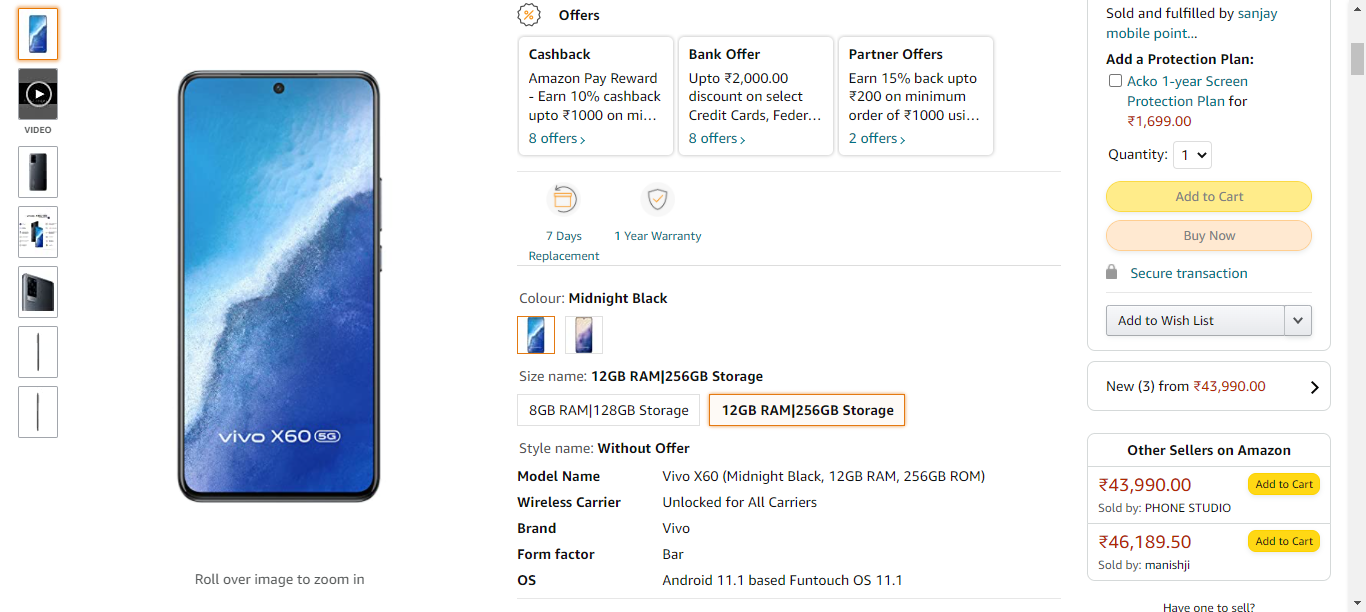 VIDEO
vivo X60 5G
Roll over image to zoom in
Offers
Cashback
Amazon Pay Reward
- Earn 10% cashback
upto ₹1000 on mi…
8 offers ›
Bank Offer
Upto ₹2,000.00
discount on select
Credit Cards, Feder…
8 offers ›
Partner Offers
Earn 15% back upto
₹200 on minimum
order of ₹1000 usi…
2 offers ›
7 Days
Replacement
1 Year Warranty
Colour: Midnight Black
Size name: 12GB RAM|256GB Storage
8GB RAM|128GB Storage
12GB RAM|256GB Storage
Style name: Without Offer
Model Name Vivo X60 (Midnight Black, 12GB RAM, 256GB ROM)
Wireless Carrier Unlocked for All Carriers
Brand Vivo
Form factor Bar
OS Android 11.1 based Funtouch OS 11.1
Sold and fulfilled by sanjay
mobile point…
Add a Protection Plan:
Acko 1-year Screen
Protection Plan for
₹1,699.00
Quantity: 1
Add to Cart
Buy Now
Secure transaction
Add to Wish List
New (3) from ₹43,990.00
Other Sellers on Amazon
₹43,990.00 Add to Cart
Sold by: PHONE STUDIO
₹46,189.50 Add to Cart
Sold by: manishji
Have one to sell?